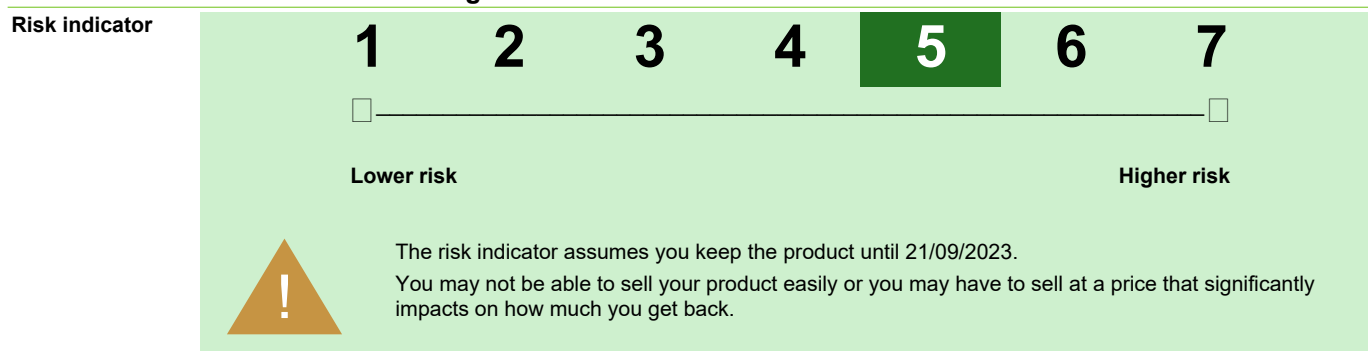 Risk indicator
1 2 3 4 5 6 7
Lower risk Higher risk
The risk indicator assumes you keep the product until 21/09/2023.
! You may not be able to sell your product easily or you may have to sell at a price that significantly
impacts on how much you get back.